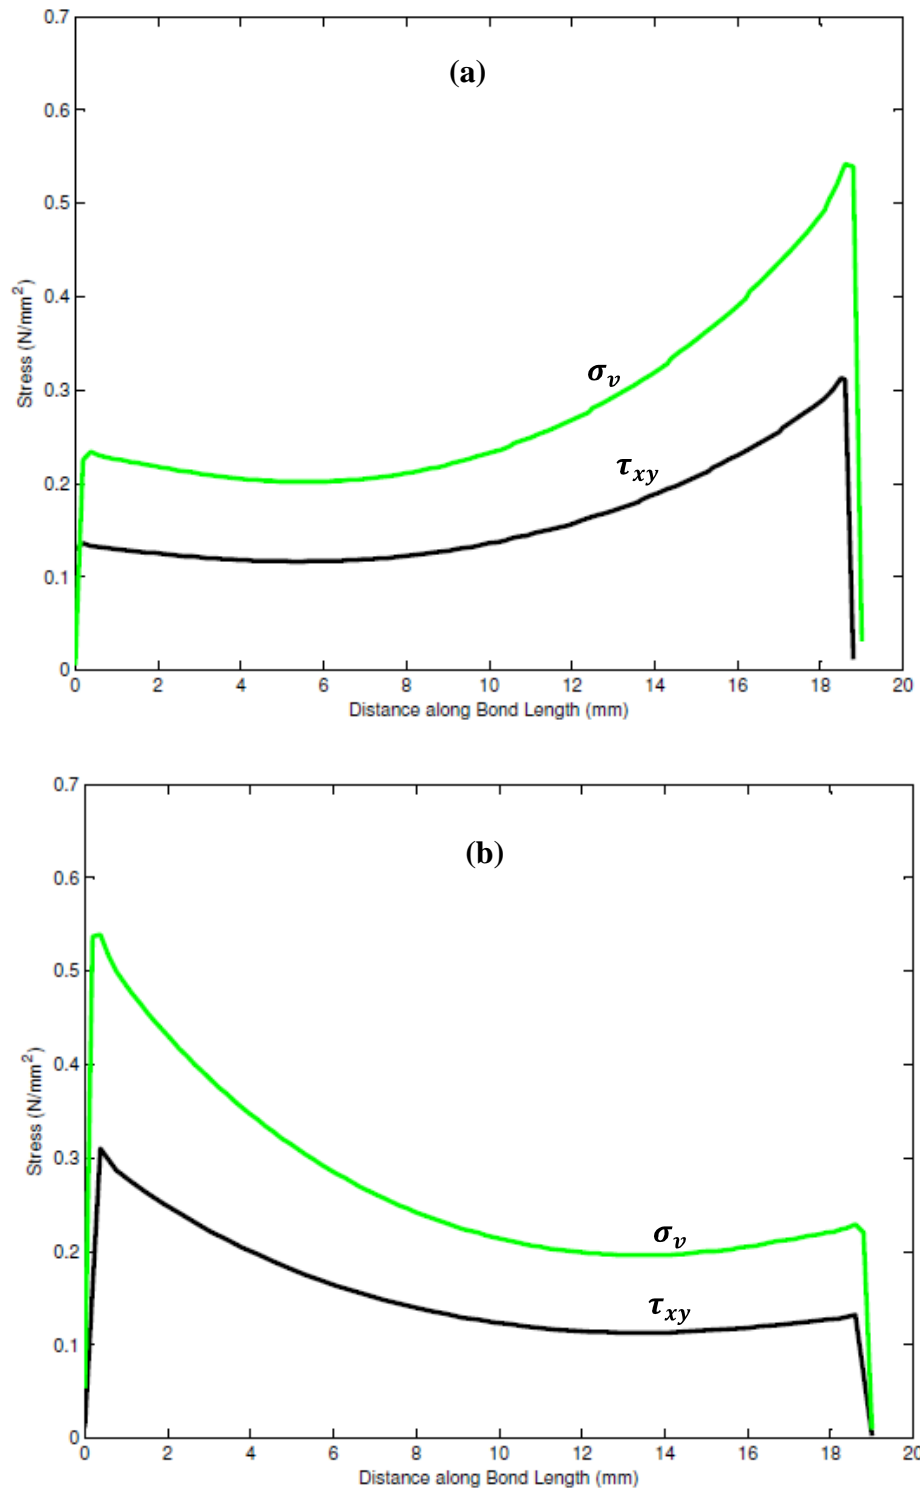 (a)
0.7
0.6
0.5
0.4
0.3
0.2
0.1
0
Stress (N/mm²)
σᵥ
τₓᵧ
0 2 4 6 8 10 12 14 16 18 20
Distance along Bond Length (mm)
(b)
0.7
0.6
0.5
0.4
0.3
0.2
0.1
0
Stress (N/mm²)
σᵥ
τₓᵧ
0 2 4 6 8 10 12 14 16 18 20
Distance along Bond Length (mm)